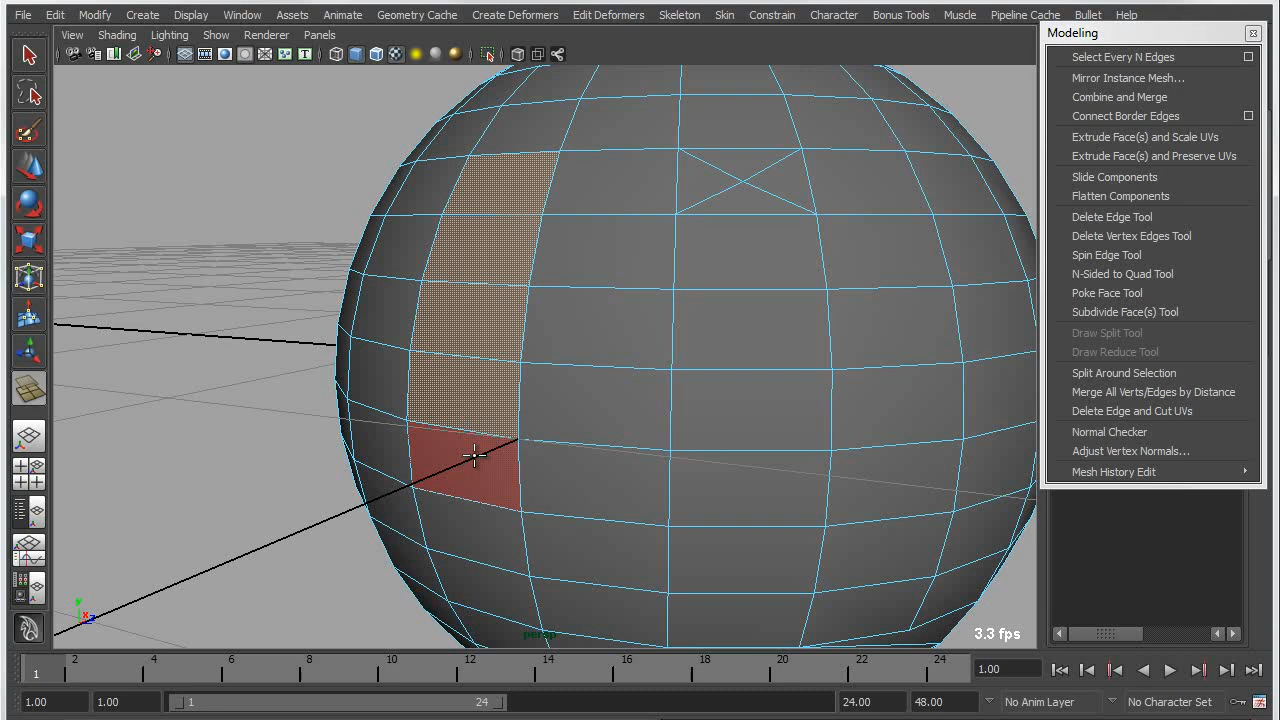 File Edit Modify Create Display Window Assets Animate Geometry Cache Create Deformers Edit Deformers Skeleton Skin Constrain Character Bonus Tools Muscle Pipeline Cache Bullet Help
View Shading Lighting Show Renderer Panels
Modeling
Select Every N Edges
Mirror Instance Mesh...
Combine and Merge
Connect Border Edges
Extrude Face(s) and Scale UVs
Extrude Face(s) and Preserve UVs
Slide Components
Flatten Components
Delete Edge Tool
Delete Vertex Edges Tool
Spin Edge Tool
N-Sided to Quad Tool
Poke Face Tool
Subdivide Face(s) Tool
Draw Split Tool
Draw Reduce Tool
Split Around Selection
Merge All Verts/Edges by Distance
Delete Edge and Cut UVs
Normal Checker
Adjust Vertex Normals...
Mesh History Edit
y
x
z
persp
3.3 fps
1 2 4 6 8 10 12 14 16 18 20 22 24 1.00
1.00 1.00 1 24 24.00 48.00 No Anim Layer No Character Set